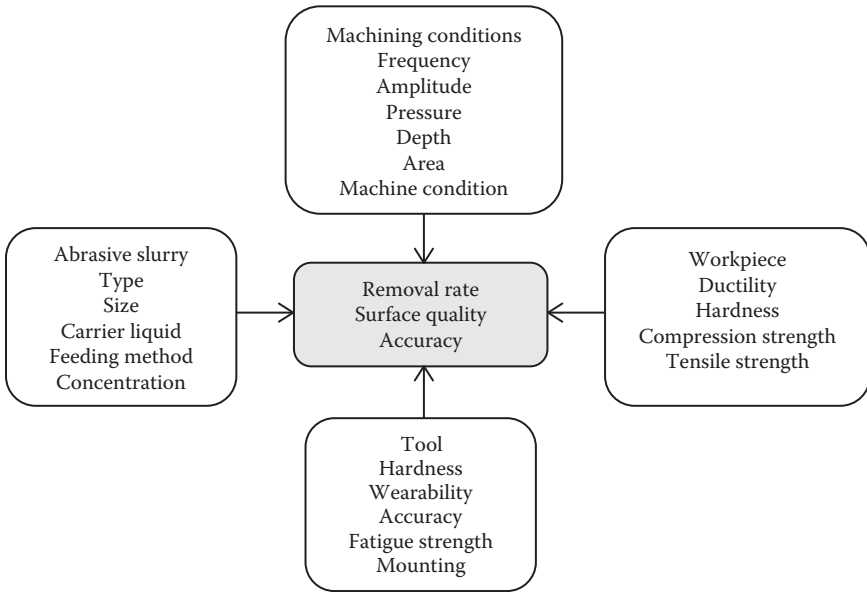 Machining conditions
Frequency
Amplitude
Pressure
Depth
Area
Machine condition
Abrasive slurry
Type
Size
Carrier liquid
Feeding method
Concentration
Removal rate
Surface quality
Accuracy
Workpiece
Ductility
Hardness
Compression strength
Tensile strength
Tool
Hardness
Wearability
Accuracy
Fatigue strength
Mounting